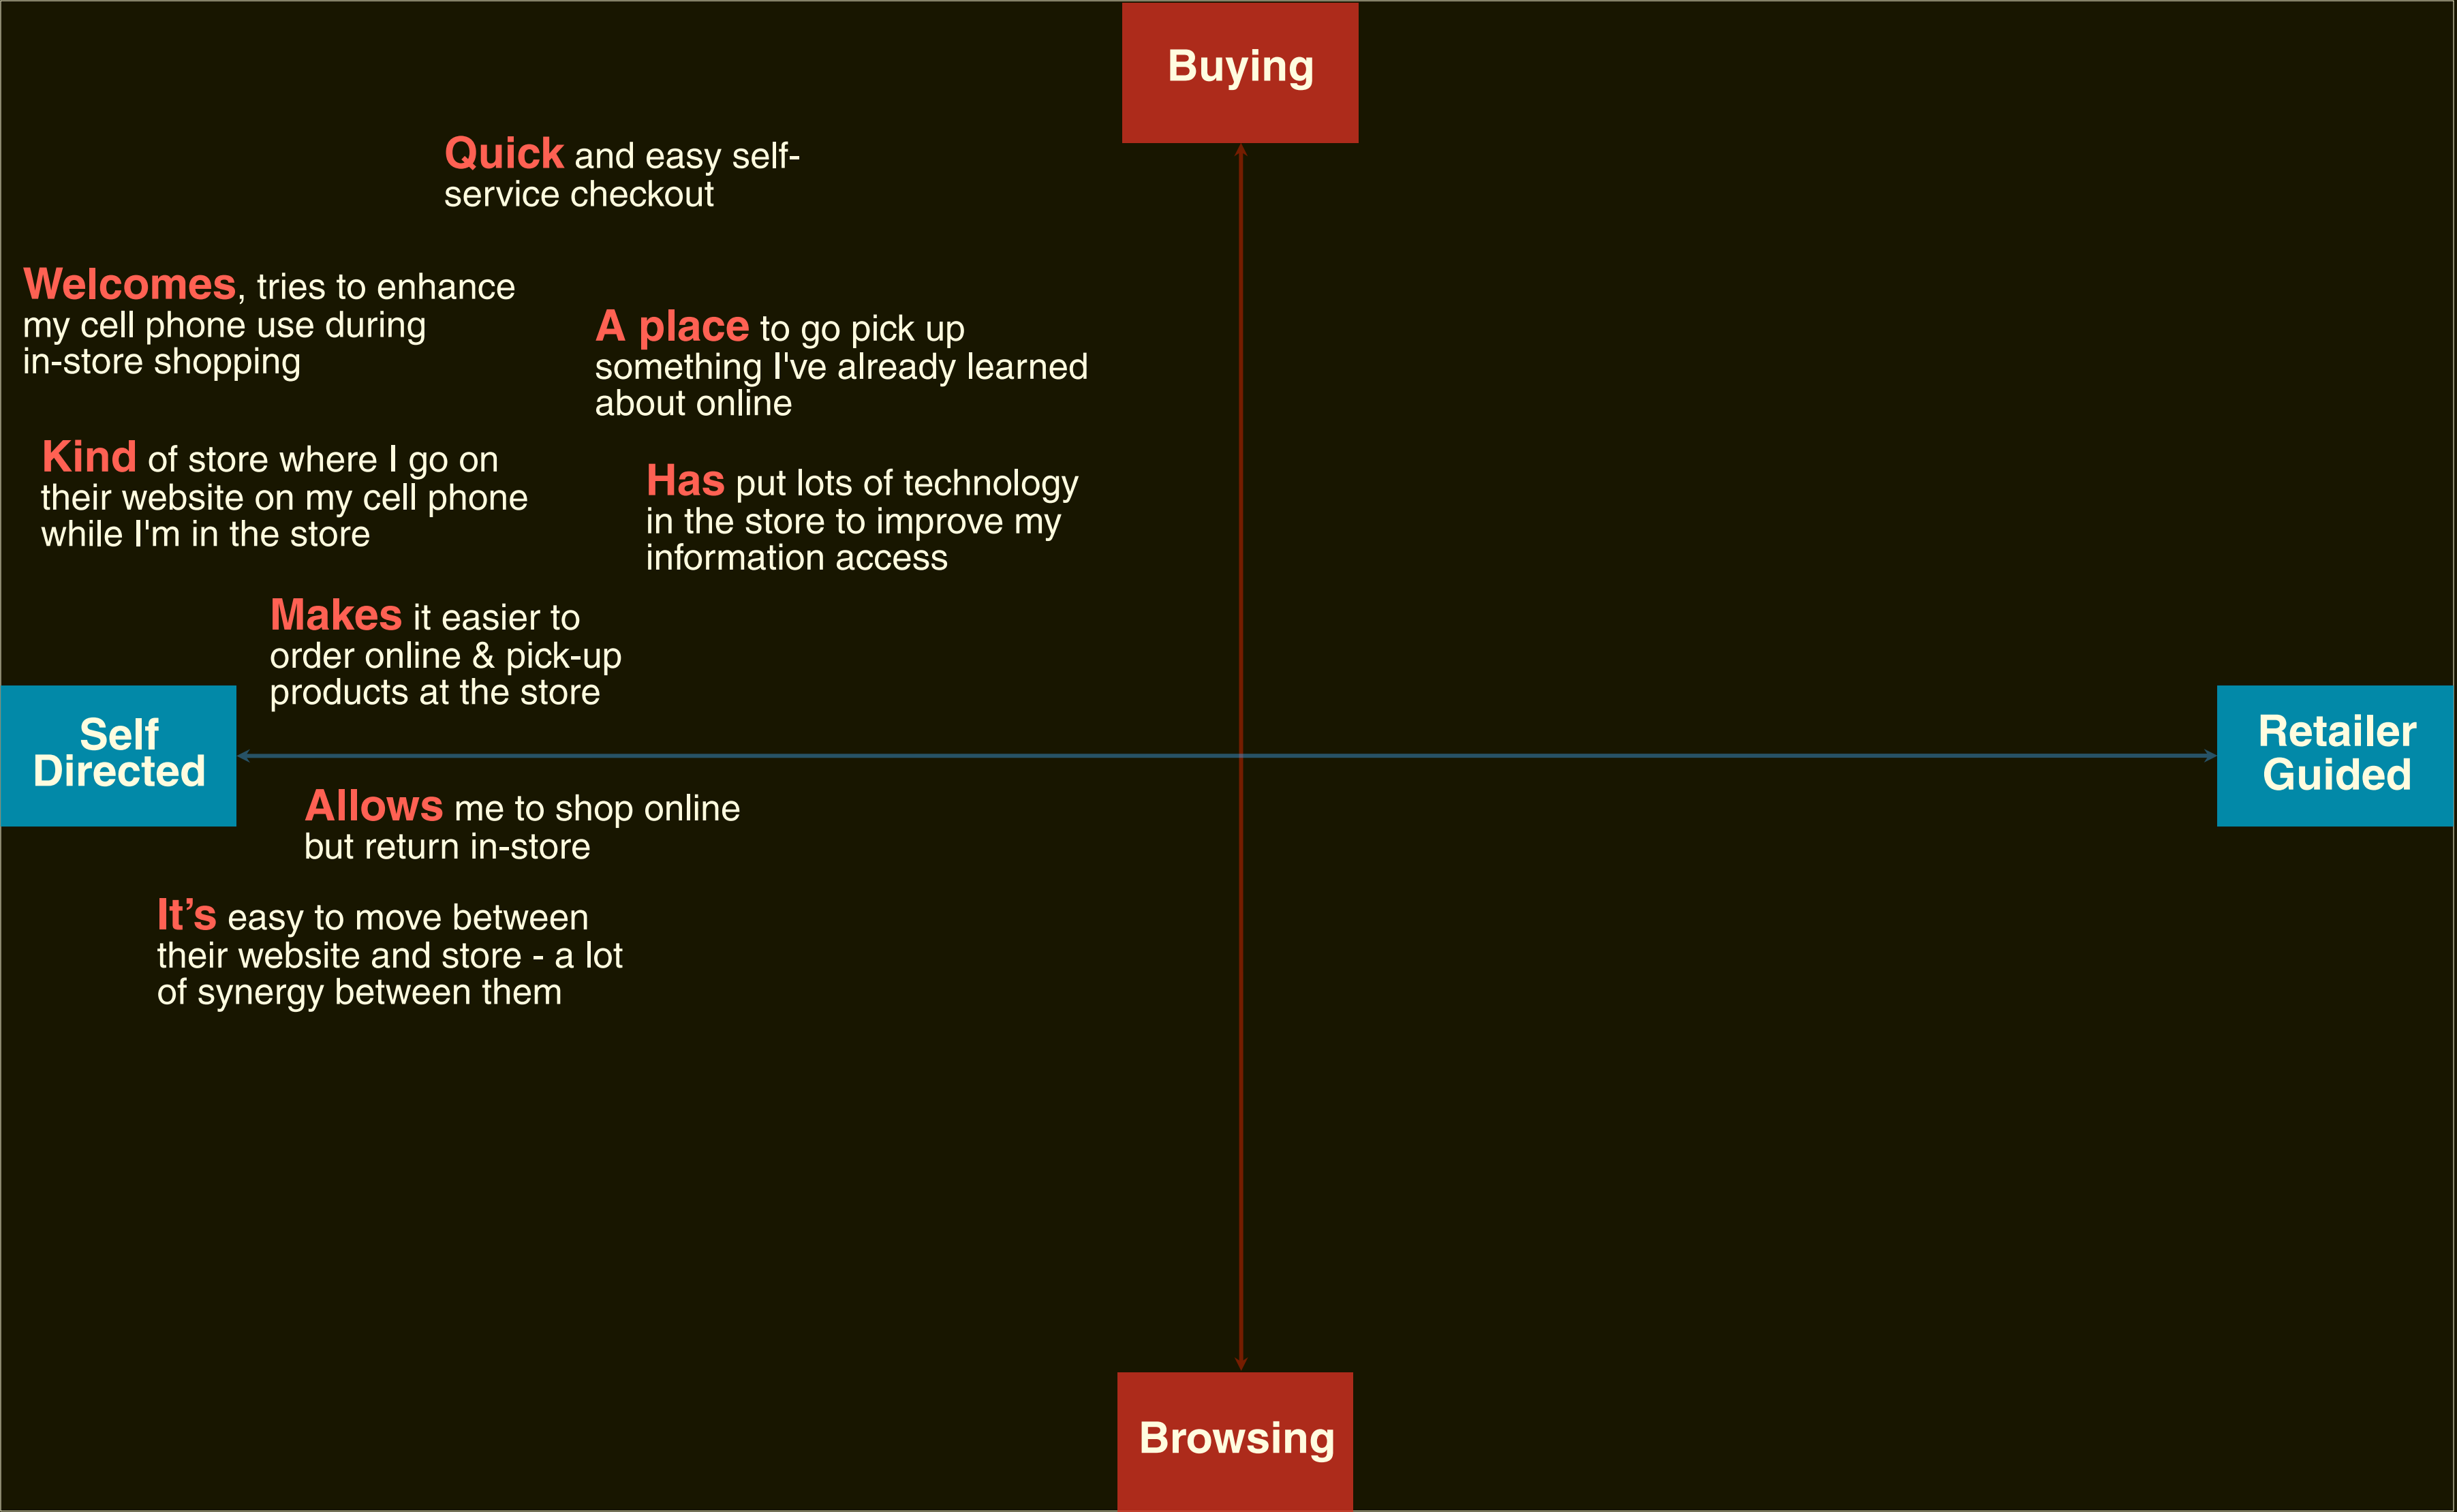 Buying
Quick and easy self-
service checkout
Welcomes, tries to enhance
my cell phone use during
in-store shopping
A place to go pick up
something I've already learned
about online
Kind of store where I go on
their website on my cell phone
while I'm in the store
Has put lots of technology
in the store to improve my
information access
Makes it easier to
order online & pick-up
products at the store
Self
Directed
Retailer
Guided
Allows me to shop online
but return in-store
It’s easy to move between
their website and store - a lot
of synergy between them
Browsing